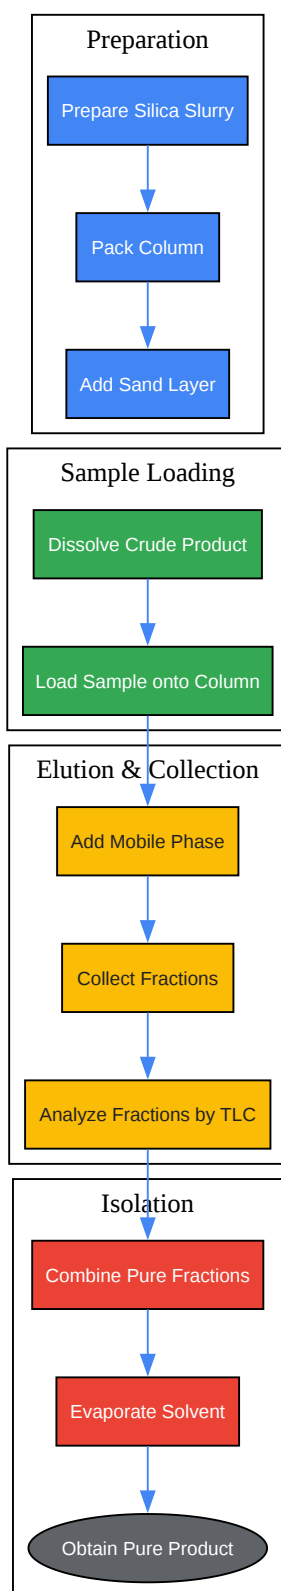 Preparation
Prepare Silica Slurry
Pack Column
Add Sand Layer
Sample Loading
Dissolve Crude Product
Load Sample onto Column
Elution & Collection
Add Mobile Phase
Collect Fractions
Analyze Fractions by TLC
Isolation
Combine Pure Fractions
Evaporate Solvent
Obtain Pure Product